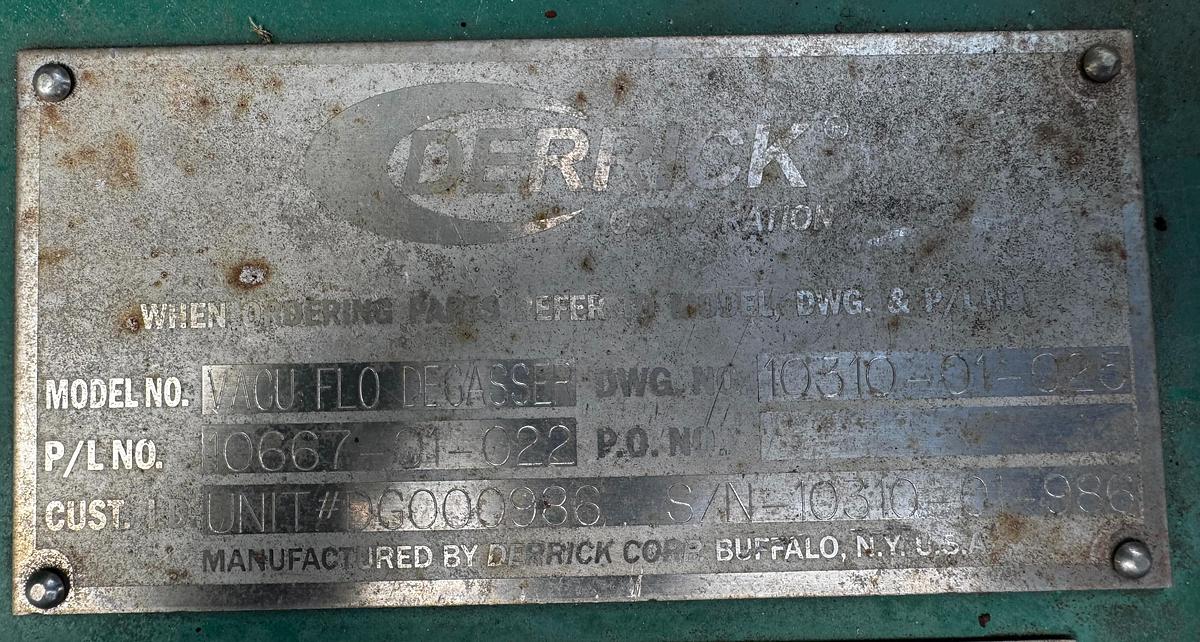 DERRICK®
CORPORATION
WHEN ORDERING PARTS REFER TO MODEL, DWG. & P/L NO.
MODEL NO. VACU FLO DEGASSER DWG. NO. 10310-01-025
P/L NO. 10667-01-022 P.O. NO.
CUST. I.D. UNIT#DG000986 S/N-10310-01-986
MANUFACTURED BY DERRICK CORP. BUFFALO, N.Y. U.S.A.